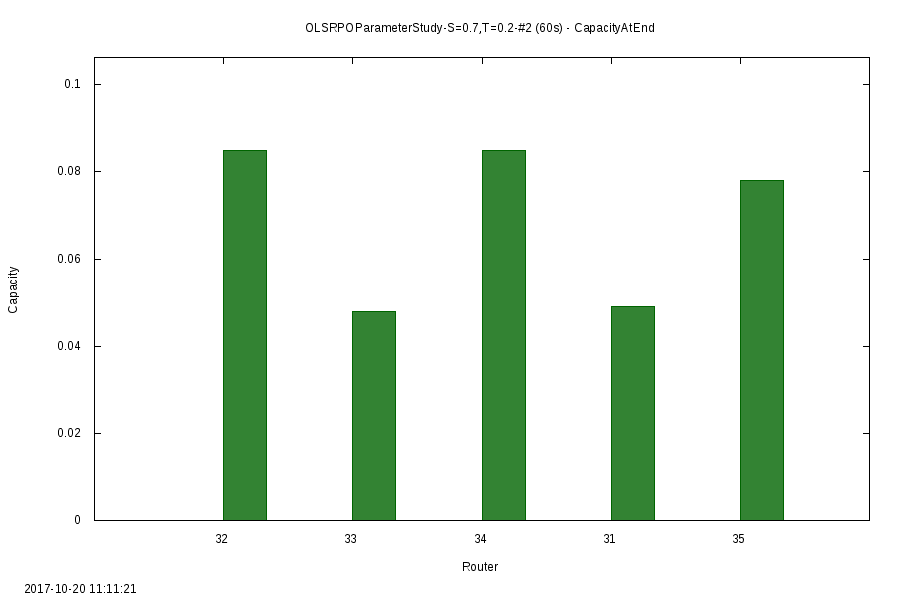 OLSRPOParameterStudy-S=0.7,T=0.2-#2 (60s) - CapacityAtEnd
0.1
0.08
0.06
0.04
0.02
0
Capacity
32 33 34 31 35
Router
2017-10-20 11:11:21